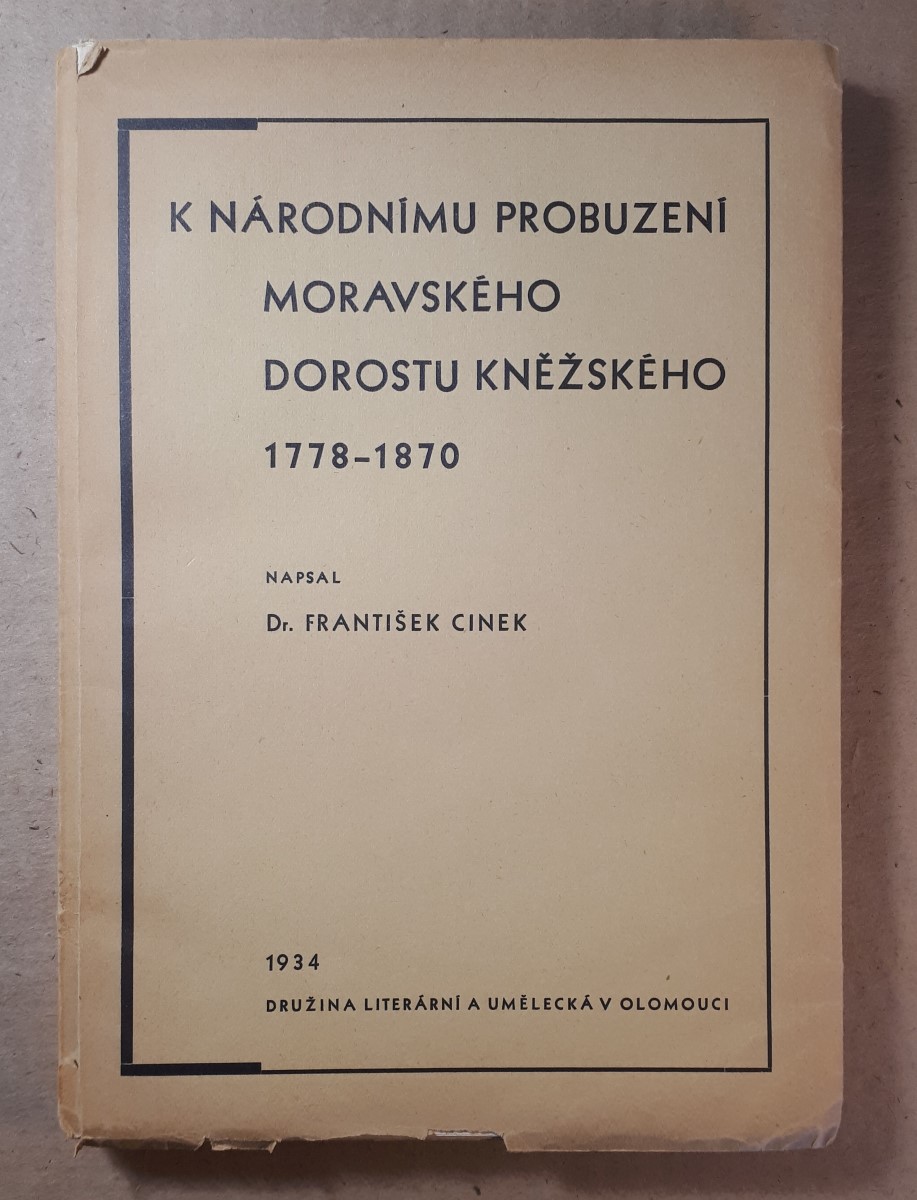 K NÁRODNÍMU PROBUZENÍ
MORAVSKÉHO
DOROSTU KNĚŽSKÉHO
1778–1870
NAPSAL
Dr. FRANTIŠEK CINEK
1934
DRUŽINA LITERÁRNÍ A UMĚLECKÁ V OLOMOUCI